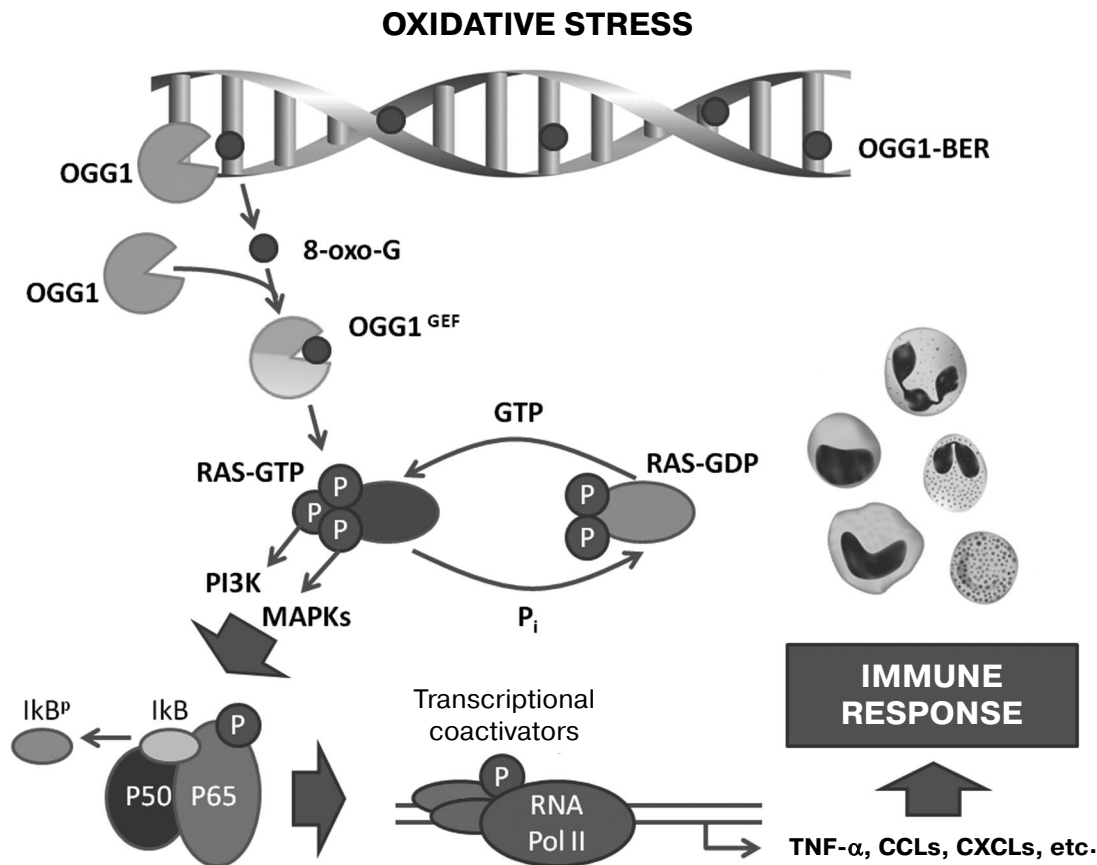 OXIDATIVE STRESS
OGG1
OGG1-BER
8-oxo-G
OGG1
OGG1 GEF
GTP
RAS-GTP
RAS-GDP
P
P
P
P
P
PI3K
MAPKs
Pi
IkBp
IkB
P
P50
P65
Transcriptional
coactivators
P
RNA
Pol II
IMMUNE
RESPONSE
TNF-α, CCLs, CXCLs, etc.